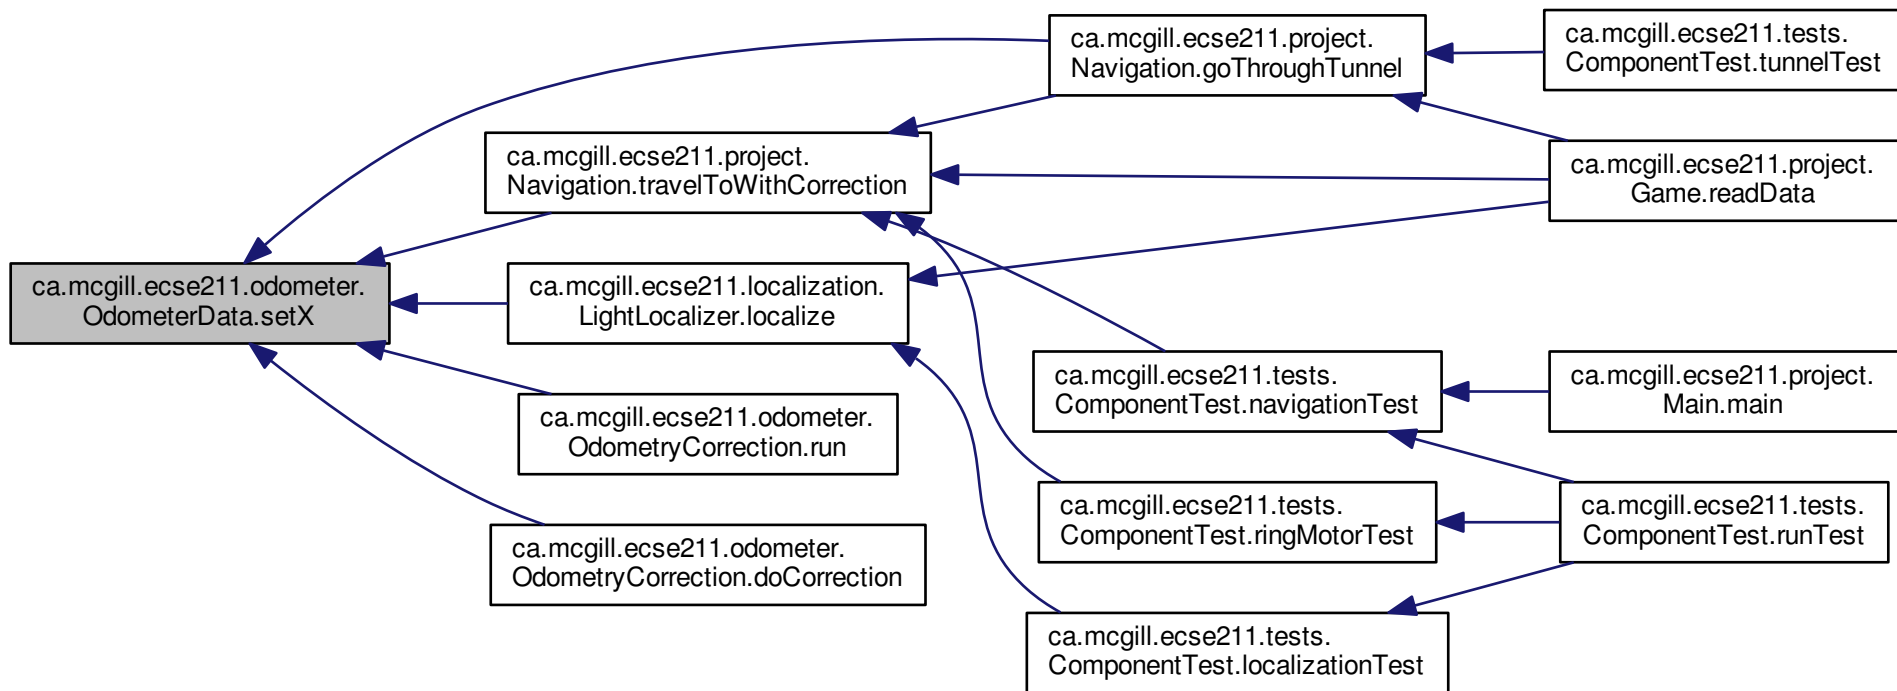 ca.mcgill.ecse211.odometer.
OdometerData.setX
ca.mcgill.ecse211.project.
Navigation.goThroughTunnel
ca.mcgill.ecse211.project.
Navigation.travelToWithCorrection
ca.mcgill.ecse211.localization.
LightLocalizer.localize
ca.mcgill.ecse211.odometer.
OdometryCorrection.run
ca.mcgill.ecse211.odometer.
OdometryCorrection.doCorrection
ca.mcgill.ecse211.tests.
ComponentTest.tunnelTest
ca.mcgill.ecse211.project.
Game.readData
ca.mcgill.ecse211.tests.
ComponentTest.navigationTest
ca.mcgill.ecse211.project.
Main.main
ca.mcgill.ecse211.tests.
ComponentTest.ringMotorTest
ca.mcgill.ecse211.tests.
ComponentTest.runTest
ca.mcgill.ecse211.tests.
ComponentTest.localizationTest